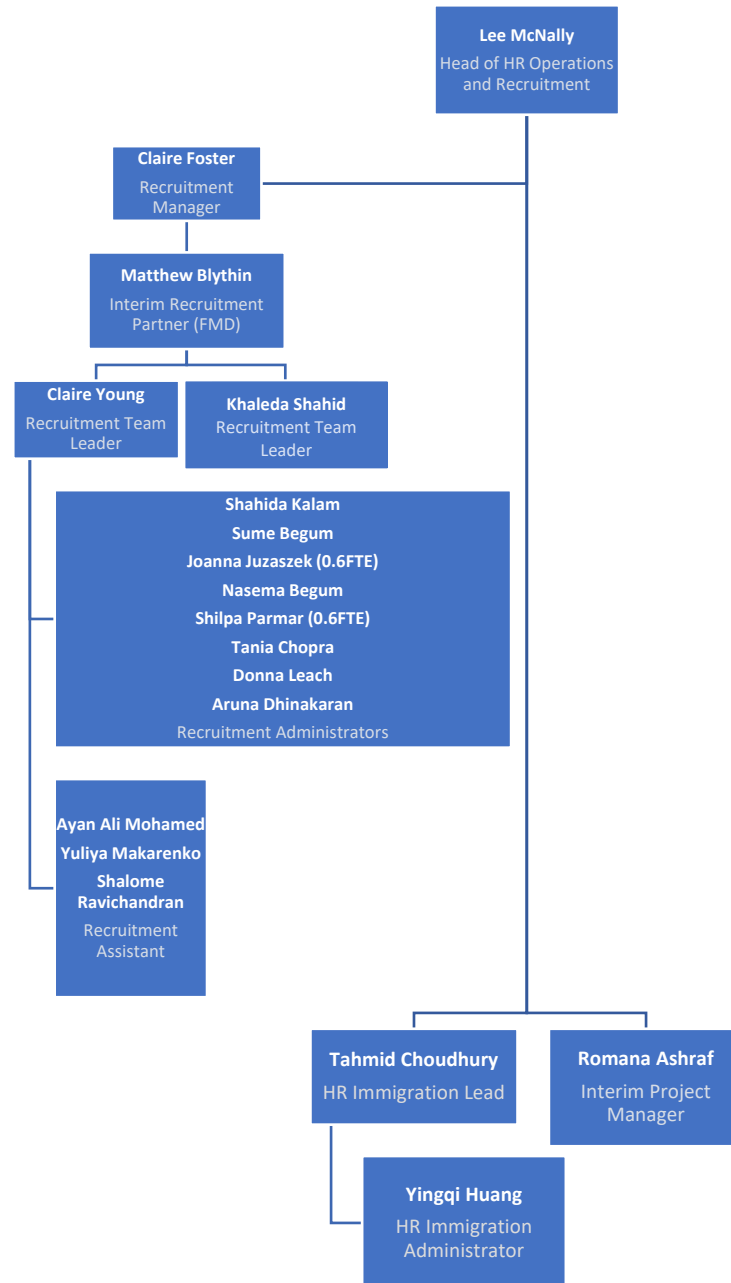 Lee McNally
Head of HR Operations
and Recruitment
Claire Foster
Recruitment
Manager
Matthew Blythin
Interim Recruitment
Partner (FMD)
Claire Young
Recruitment Team
Leader
Khaleda Shahid
Recruitment Team
Leader
Shahida Kalam
Sume Begum
Joanna Juzaszek (0.6FTE)
Nasema Begum
Shilpa Parmar (0.6FTE)
Tania Chopra
Donna Leach
Aruna Dhinakaran
Recruitment Administrators
Ayan Ali Mohamed
Yuliya Makarenko
Shalome
Ravichandran
Recruitment
Assistant
Tahmid Choudhury
HR Immigration Lead
Romana Ashraf
Interim Project
Manager
Yingqi Huang
HR Immigration
Administrator